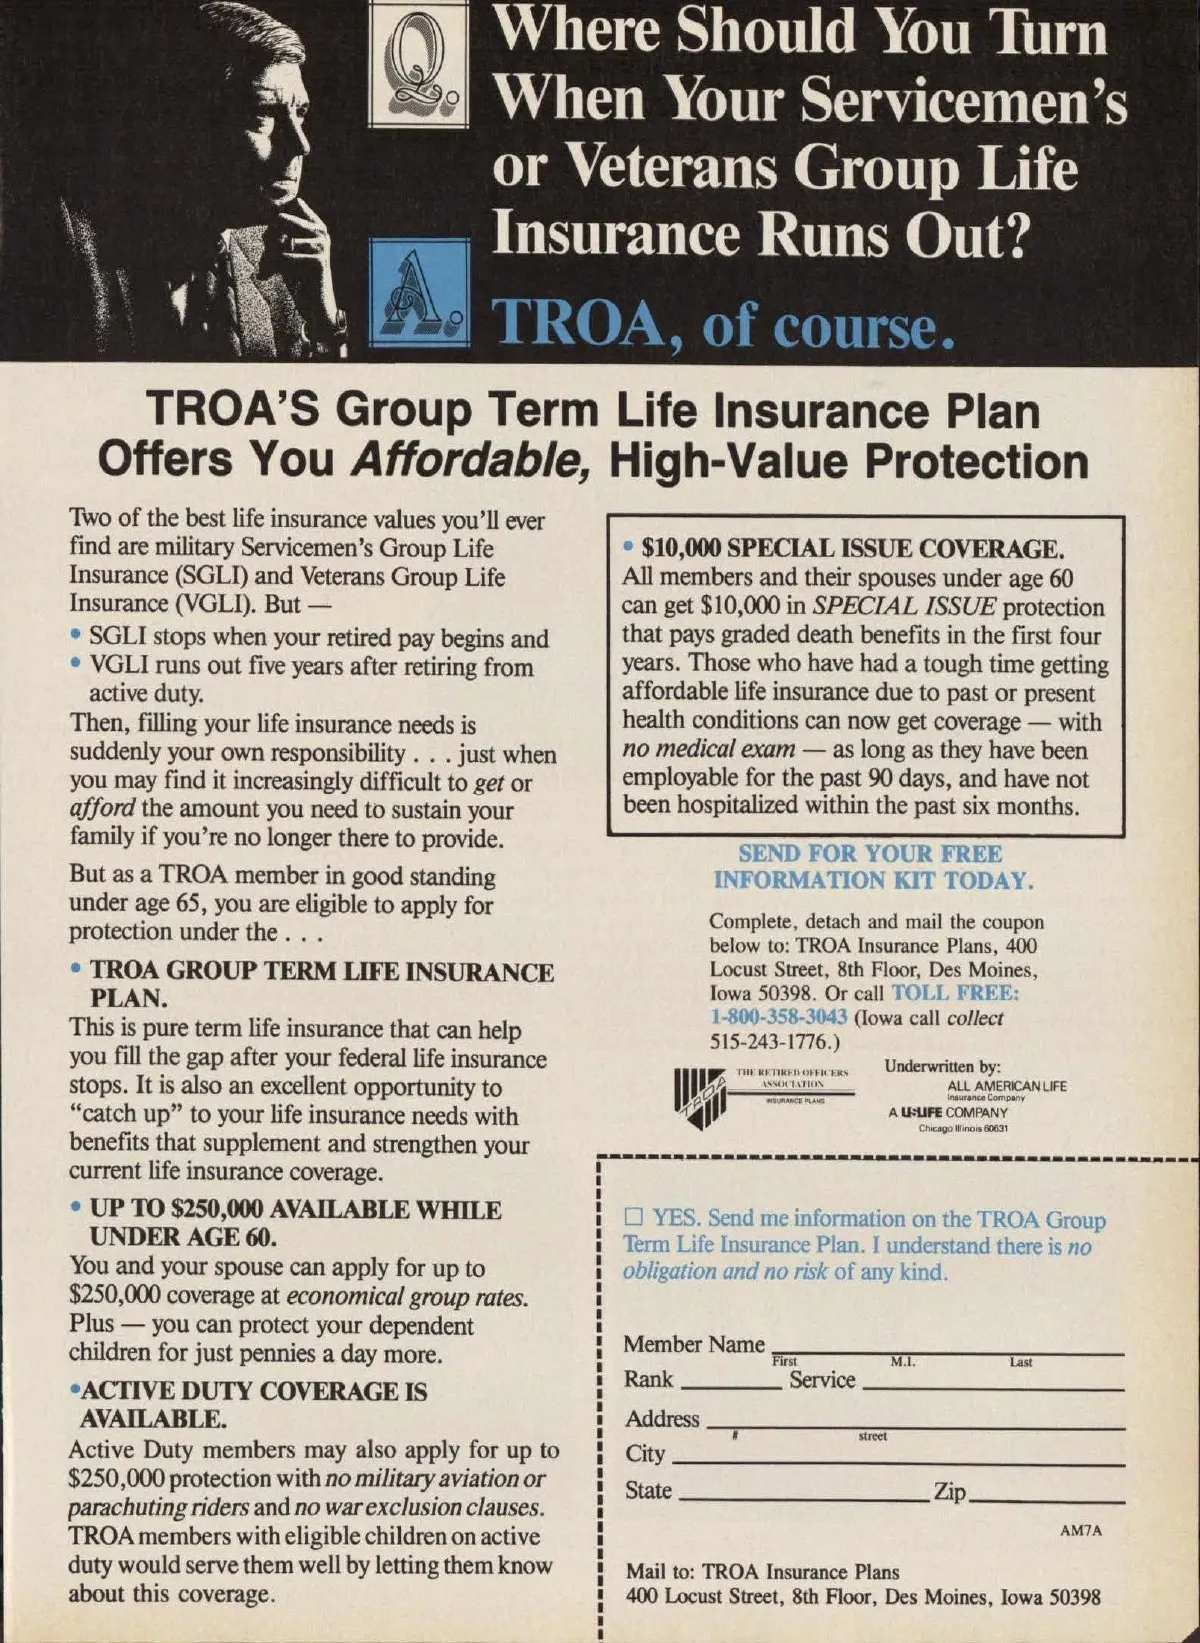 Q.
Where Should You Turn
When Your Servicemen's
or Veterans Group Life
Insurance Runs Out?
A.
TROA, of course.
TROA'S Group Term Life Insurance Plan
Offers You Affordable, High-Value Protection
Two of the best life insurance values you'll ever
find are military Servicemen's Group Life
Insurance (SGLI) and Veterans Group Life
Insurance (VGLI). But —
• SGLI stops when your retired pay begins and
• VGLI runs out five years after retiring from
active duty.
Then, filling your life insurance needs is
suddenly your own responsibility . . . just when
you may find it increasingly difficult to get or
afford the amount you need to sustain your
family if you're no longer there to provide.
But as a TROA member in good standing
under age 65, you are eligible to apply for
protection under the . . .
• TROA GROUP TERM LIFE INSURANCE
PLAN.
This is pure term life insurance that can help
you fill the gap after your federal life insurance
stops. It is also an excellent opportunity to
“catch up” to your life insurance needs with
benefits that supplement and strengthen your
current life insurance coverage.
• UP TO $250,000 AVAILABLE WHILE
UNDER AGE 60.
You and your spouse can apply for up to
$250,000 coverage at economical group rates.
Plus — you can protect your dependent
children for just pennies a day more.
•ACTIVE DUTY COVERAGE IS
AVAILABLE.
Active Duty members may also apply for up to
$250,000 protection with no military aviation or
parachuting riders and no war exclusion clauses.
TROA members with eligible children on active
duty would serve them well by letting them know
about this coverage.
• $10,000 SPECIAL ISSUE COVERAGE.
All members and their spouses under age 60
can get $10,000 in SPECIAL ISSUE protection
that pays graded death benefits in the first four
years. Those who have had a tough time getting
affordable life insurance due to past or present
health conditions can now get coverage — with
no medical exam — as long as they have been
employable for the past 90 days, and have not
been hospitalized within the past six months.
SEND FOR YOUR FREE
INFORMATION KIT TODAY.
Complete, detach and mail the coupon
below to: TROA Insurance Plans, 400
Locust Street, 8th Floor, Des Moines,
Iowa 50398. Or call TOLL FREE:
1-800-358-3043 (Iowa call collect
515-243-1776.)
TROA
THE RETIRED OFFICERS
ASSOCIATION
INSURANCE PLANS
Underwritten by:
ALL AMERICAN LIFE
Insurance Company
A USLIFE COMPANY
Chicago Illinois 60631
☐ YES. Send me information on the TROA Group
Term Life Insurance Plan. I understand there is no
obligation and no risk of any kind.
Member Name
First M.I. Last
Rank Service
Address
# street
City
State Zip
AM7A
Mail to: TROA Insurance Plans
400 Locust Street, 8th Floor, Des Moines, Iowa 50398